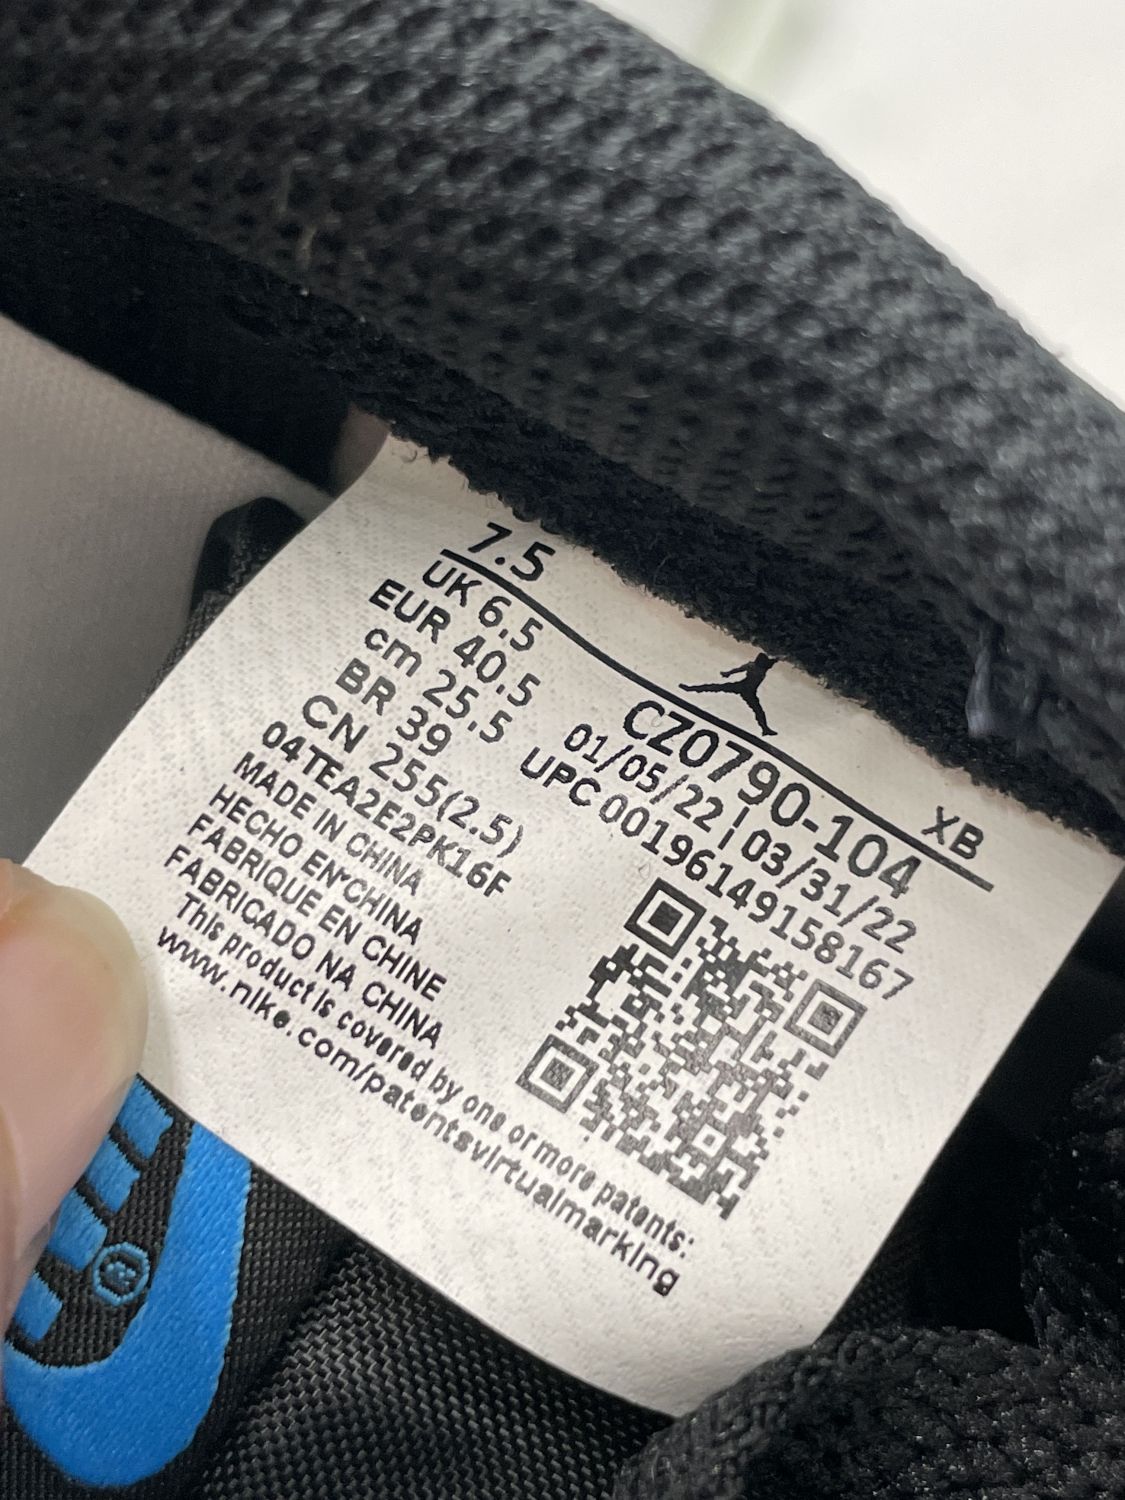 7.5
UK 6.5
EUR 40.5
cm 25.5
BR 39
CN 255(2.5)
04TEA2E2PK16F
MADE IN CHINA
HECHO EN CHINA
FABRIQUE EN CHINE
FABRICADO NA CHINA
This product is covered by one or more patents:
www.nike.com/patentsvirtualmarking
XB
CZ0790-104
01/05/22 | 03/31/22
UPC 00196149158167